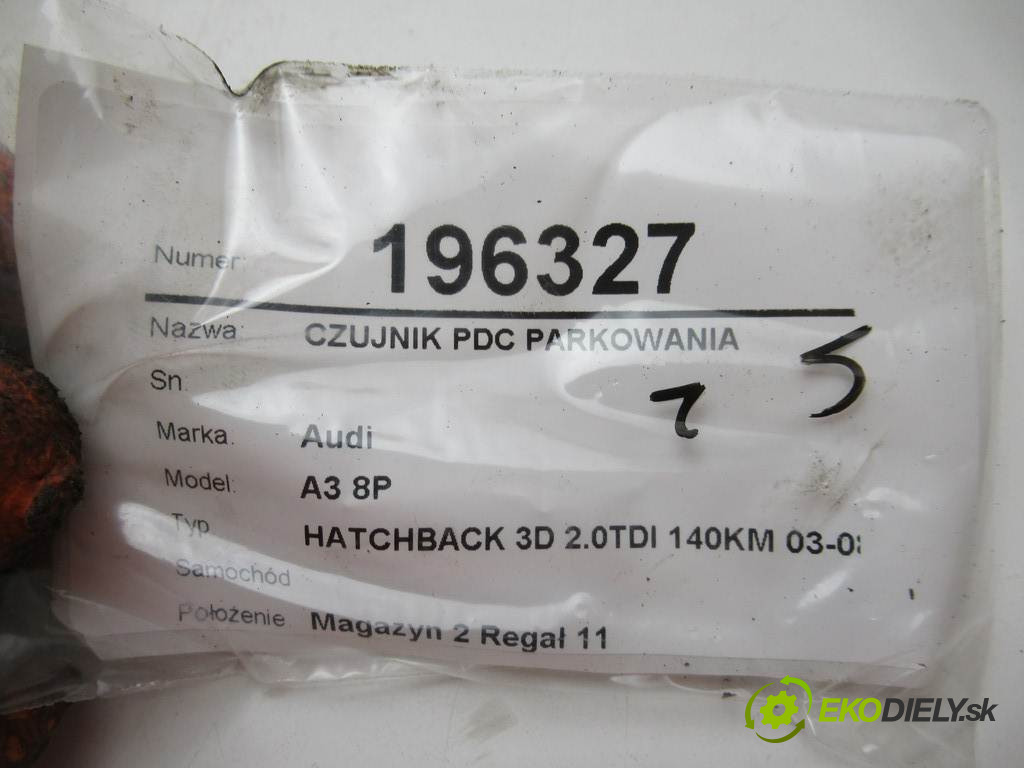 Numer: 196327
Nazwa: CZUJNIK PDC PARKOWANIA
Sn:
Marka: Audi
Model: A3 8P
Typ HATCHBACK 3D 2.0TDI 140KM 03-0
Samochód
Położenie Magazyn 2 Regał 11
EKODIELY.sk